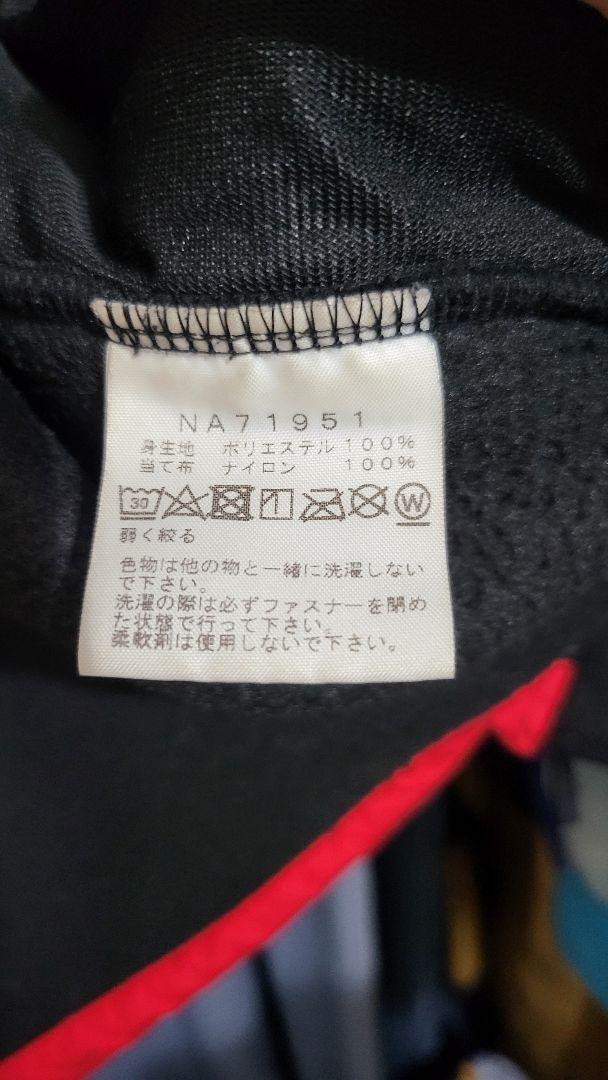 NA71951
身生地 ポリエステル 100%
当て布 ナイロン 100%
30 W
弱く絞る
色物は他の物と一緒に洗濯しない
で下さい。
洗濯の際は必ずファスナーを閉め
た状態で行って下さい。
柔軟剤は使用しないで下さい。